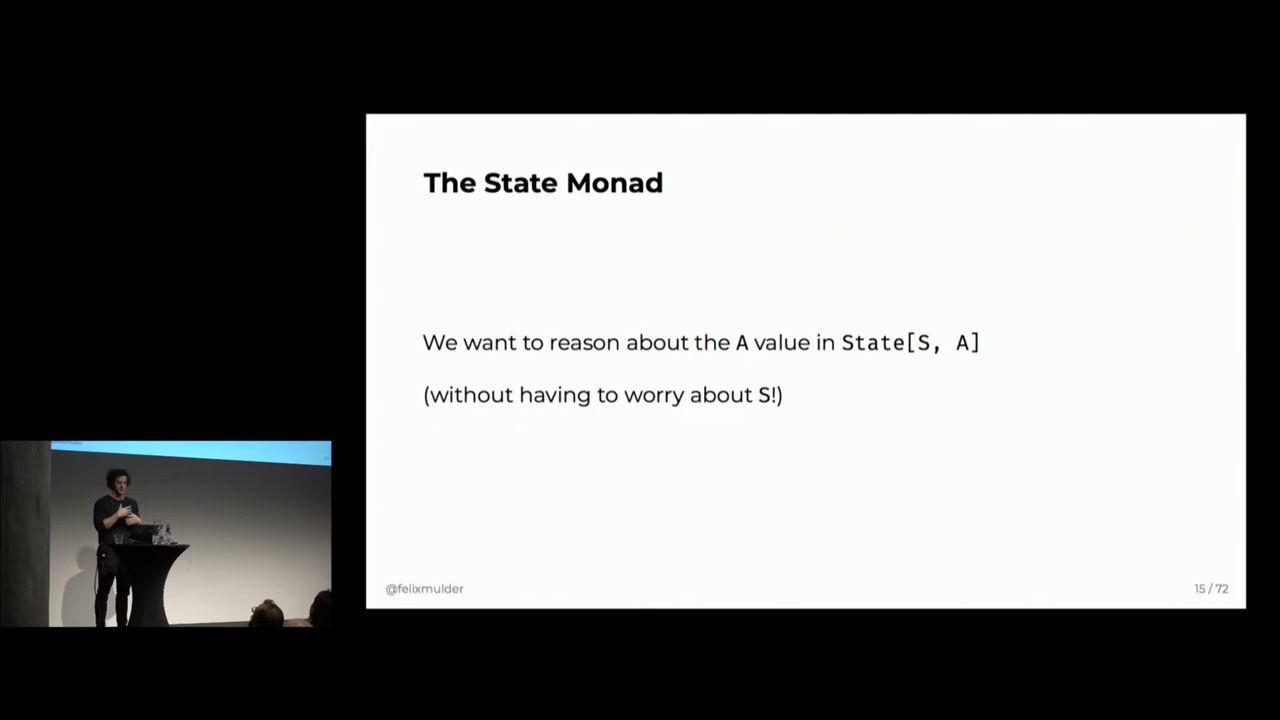 The State Monad
We want to reason about the A value in State[S, A]
(without having to worry about S!)
@felixmulder
15 / 72